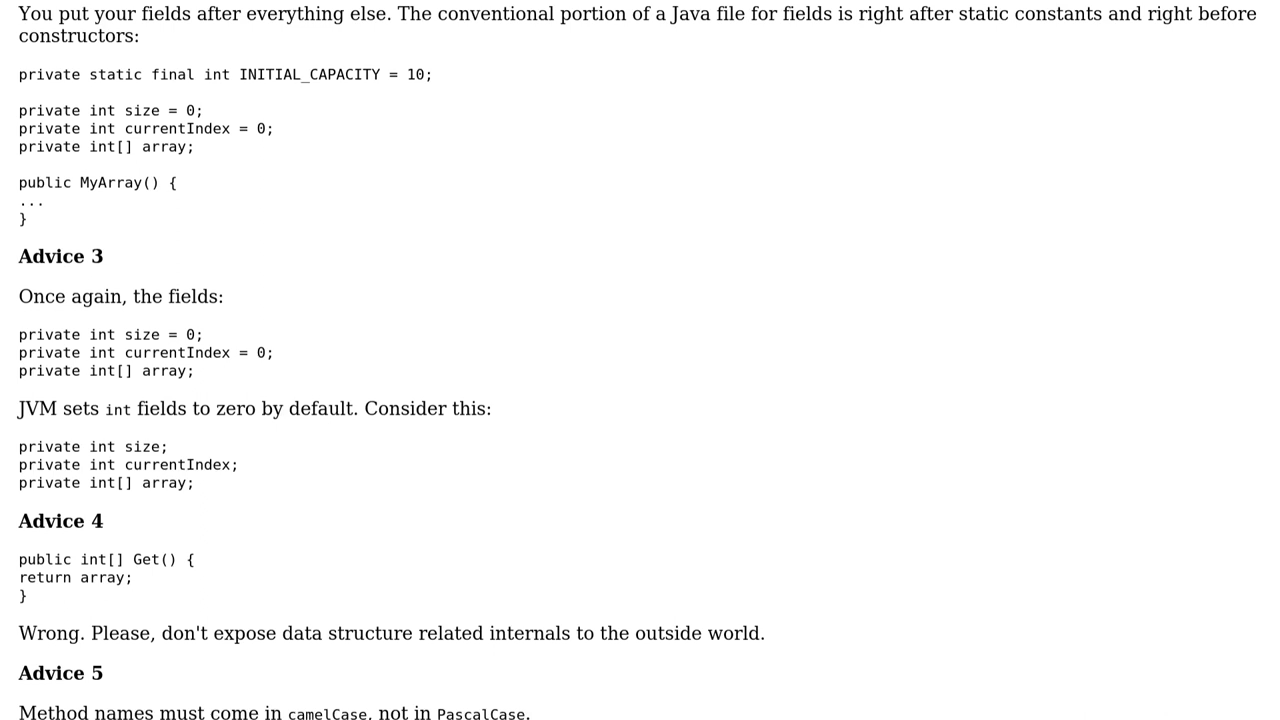 You put your fields after everything else. The conventional portion of a Java file for fields is right after static constants and right before
constructors:
private static final int INITIAL_CAPACITY = 10;
private int size = 0;
private int currentIndex = 0;
private int[] array;
public MyArray() {
...
}
Advice 3
Once again, the fields:
private int size = 0;
private int currentIndex = 0;
private int[] array;
JVM sets int fields to zero by default. Consider this:
private int size;
private int currentIndex;
private int[] array;
Advice 4
public int[] Get() {
return array;
}
Wrong. Please, don't expose data structure related internals to the outside world.
Advice 5
Method names must come in camelCase, not in PascalCase.